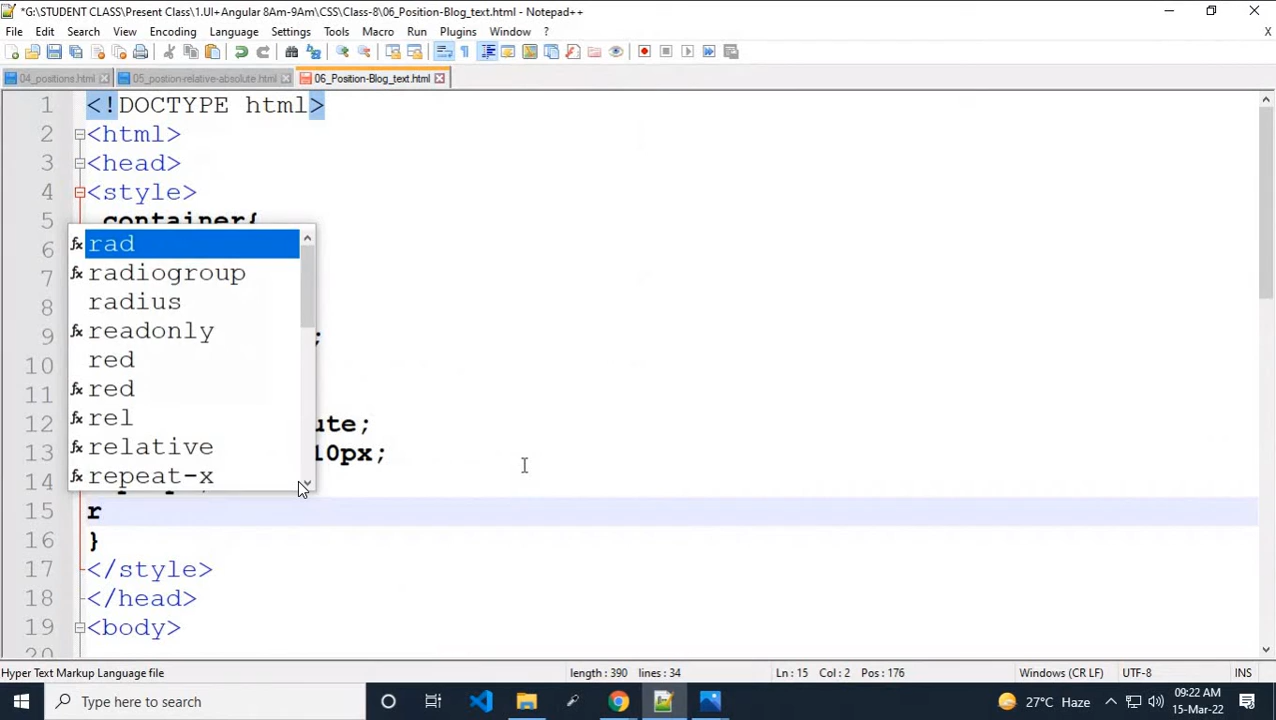 *G:\STUDENT CLASS\Present Class\1.UI+Angular 8Am-9Am\CSS\Class-8\06_Position-Blog_text.html - Notepad++
File Edit Search View Encoding Language Settings Tools Macro Run Plugins Window ? X
04_positions.html 05_postion-relative-absolute.html 06_Position-Blog_text.html
1 <!DOCTYPE html>
2 <html>
3 <head>
4 <style>
5 .container{
6 rad
7 radiogroup
8 radius
9 readonly ;
10 red
11 red
12 rel ute;
13 relative 10px;
14 repeat-x
15 r
16 }
17 </style>
18 </head>
19 <body>
20
Hyper Text Markup Language file length : 390 lines : 34 Ln : 15 Col : 2 Pos : 176 Windows (CR LF) UTF-8 INS
Type here to search 27°C Haze 09:22 AM
15-Mar-22